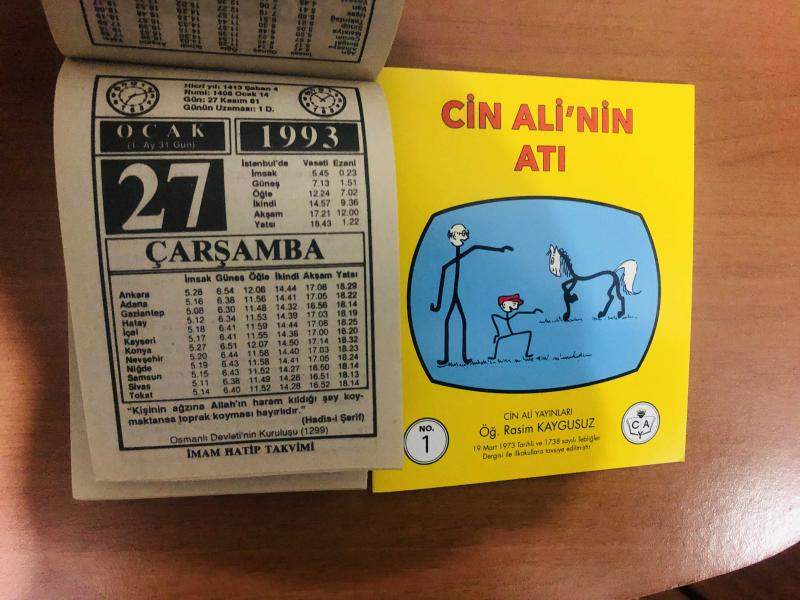 Hicri yıl: 1413 Şaban 4
Rumi: 1408 Ocak 14
Gün: 27 Kasım 81
Günün Uzaması: 1 D.
OCAK
(1. Ay 31 Gün)
1993
27
İstanbul'da Vasati Ezani
İmsak 5.45 0.23
Güneş 7.13 1.51
Öğle 12.24 7.02
İkindi 14.57 9.36
Akşam 17.21 12.00
Yatsı 18.43 1.22
ÇARŞAMBA
İmsak Güneş Öğle İkindi Akşam Yatsı
Ankara 5.28 6.54 12.06 14.44 17.08 18.29
Adana 5.16 6.38 11.56 14.41 17.05 18.22
Gaziantep 5.08 6.30 11.48 14.32 16.56 18.14
Hatay 5.12 6.34 11.53 14.39 17.03 18.19
İçel 5.18 6.41 11.59 14.44 17.08 18.25
Kayseri 5.17 6.41 11.55 14.36 17.00 18.20
Konya 5.27 6.51 12.07 14.50 17.14 18.32
Nevşehir 5.20 6.44 11.58 14.40 17.03 18.23
Niğde 5.19 6.43 11.58 14.41 17.05 18.24
Samsun 5.15 6.43 11.52 14.27 16.50 18.14
Sivas 5.11 6.38 11.49 14.28 16.51 18.13
Tokat 5.14 6.40 11.52 14.28 16.52 18.14
“Kişinin ağzına Allah'ın haram kıldığı şey koy-
maktansa toprak koyması hayırlıdır.”
(Hadis-i Şerif)
Osmanlı Devleti'nin Kuruluşu (1299)
İMAM HATİP TAKVİMİ
CİN ALİ'NİN
ATI
CİN ALİ YAYINLARI
Öğ. Rasim KAYGUSUZ
19 Mart 1973 Tarihli ve 1738 sayılı Tebliğler
Dergisi ile ilkokullara tavsiye edilmiştir
NO.
1
C A
Y